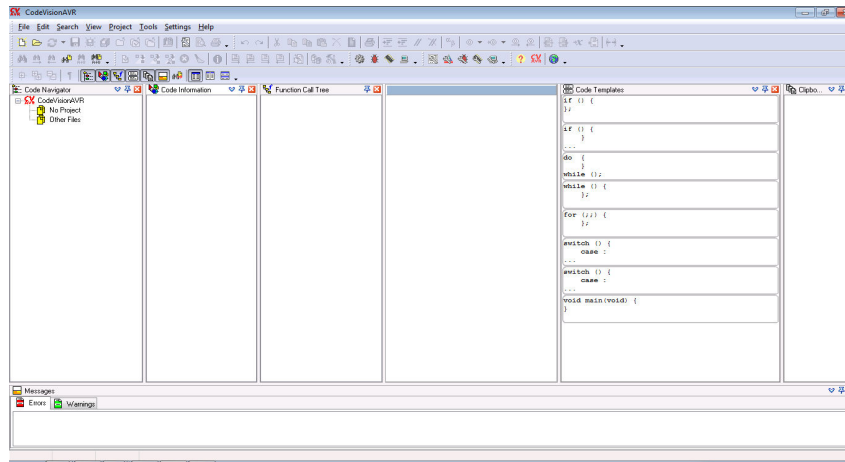 CodeVisionAVR
File Edit Search View Project Tools Settings Help
Code Navigator
Code Information
Function Call Tree
Code Templates
Clipbo...
CodeVisionAVR
No Project
Other Files
if () {
};
if () {
}
...
do {
}
while ();
while () {
};
for (;;) {
};
switch () {
case :
...
switch () {
case :
...
void main(void) {
}
Messages
Errors Warnings